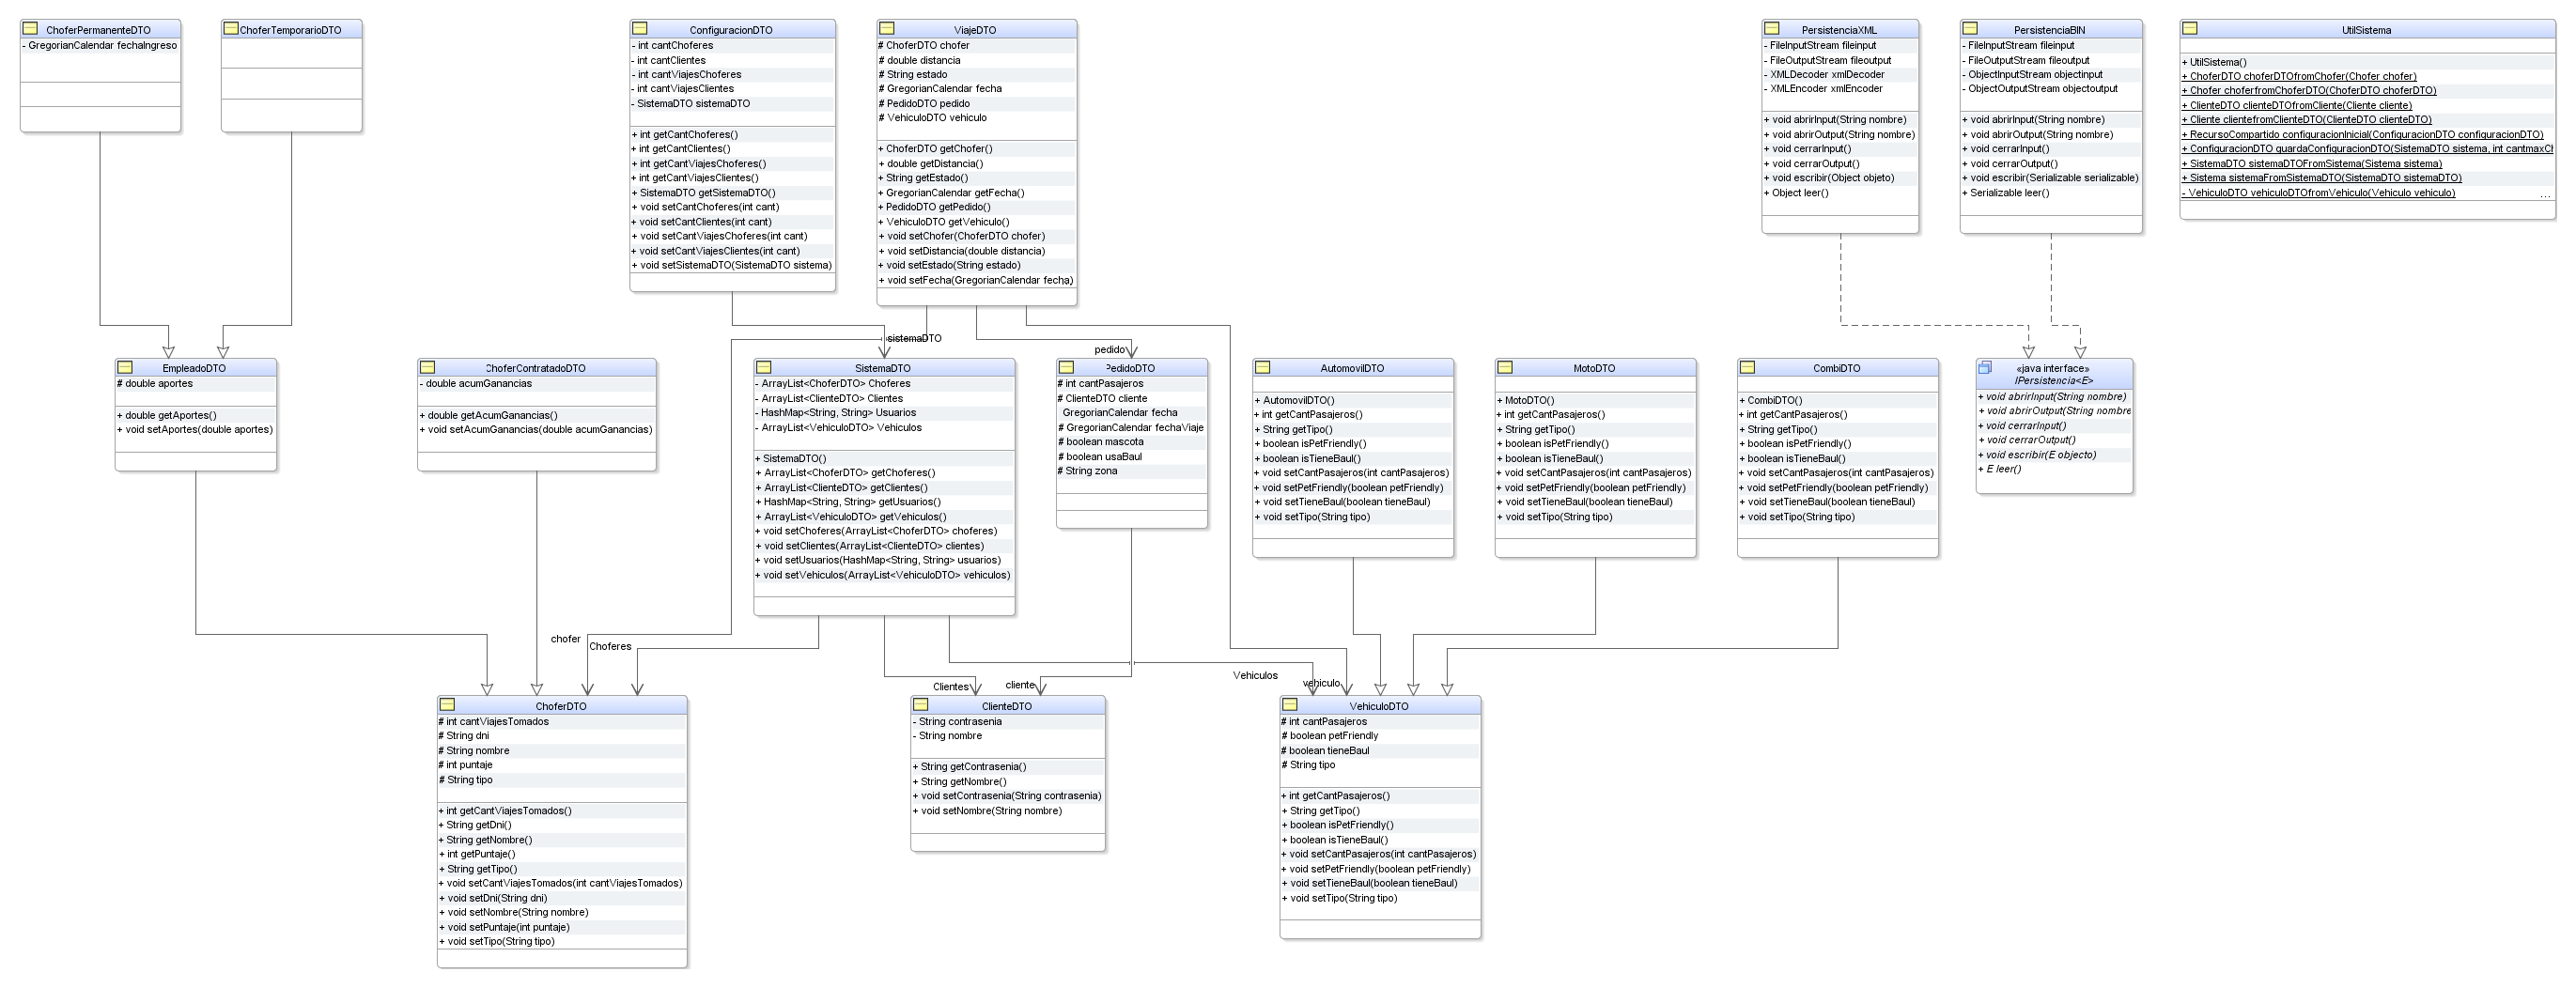 ChoferPermanenteDTO
- GregorianCalendar fechaIngreso
ChoferTemporarioDTO
ConfiguracionDTO
- int cantChoferes
- int cantClientes
- int cantViajesChoferes
- int cantViajesClientes
- SistemaDTO sistemaDTO
+ int getCantChoferes()
+ int getCantClientes()
+ int getCantViajesChoferes()
+ int getCantViajesClientes()
+ SistemaDTO getSistemaDTO()
+ void setCantChoferes(int cant)
+ void setCantClientes(int cant)
+ void setCantViajesChoferes(int cant)
+ void setCantViajesClientes(int cant)
+ void setSistemaDTO(SistemaDTO sistema)
ViajeDTO
# ChoferDTO chofer
# double distancia
# String estado
# GregorianCalendar fecha
# PedidoDTO pedido
# VehiculoDTO vehiculo
+ ChoferDTO getChofer()
+ double getDistancia()
+ String getEstado()
+ GregorianCalendar getFecha()
+ PedidoDTO getPedido()
+ VehiculoDTO getVehiculo()
+ void setChofer(ChoferDTO chofer)
+ void setDistancia(double distancia)
+ void setEstado(String estado)
+ void setFecha(GregorianCalendar fecha)
PersistenciaXML
- FileInputStream fileinput
- FileOutputStream fileoutput
- XMLDecoder xmlDecoder
- XMLEncoder xmlEncoder
+ void abrirInput(String nombre)
+ void abrirOutput(String nombre)
+ void cerrarInput()
+ void cerrarOutput()
+ void escribir(Object objeto)
+ Object leer()
PersistenciaBIN
- FileInputStream fileinput
- FileOutputStream fileoutput
- ObjectInputStream objectinput
- ObjectOutputStream objectoutput
+ void abrirInput(String nombre)
+ void abrirOutput(String nombre)
+ void cerrarInput()
+ void cerrarOutput()
+ void escribir(Serializable serializable)
+ Serializable leer()
UtilSistema
+ UtilSistema()
+ ChoferDTO choferDTOfromChofer(Chofer chofer)
+ Chofer choferfromChoferDTO(ChoferDTO choferDTO)
+ ClienteDTO clienteDTOfromCliente(Cliente cliente)
+ Cliente clientefromClienteDTO(ClienteDTO clienteDTO)
+ RecursoCompartido configuracionInicial(ConfiguracionDTO configuracionDTO)
+ ConfiguracionDTO guardaConfiguracionDTO(SistemaDTO sistema, int cantmaxCl
+ SistemaDTO sistemaDTOFromSistema(Sistema sistema)
+ Sistema sistemaFromSistemaDTO(SistemaDTO sistemaDTO)
- VehiculoDTO vehiculoDTOfromVehiculo(Vehiculo vehiculo) ...
sistemaDTO
pedido
EmpleadoDTO
# double aportes
+ double getAportes()
+ void setAportes(double aportes)
ChoferContratadoDTO
- double acumGanancias
+ double getAcumGanancias()
+ void setAcumGanancias(double acumGanancias)
SistemaDTO
- ArrayList<ChoferDTO> Choferes
- ArrayList<ClienteDTO> Clientes
- HashMap<String, String> Usuarios
- ArrayList<VehiculoDTO> Vehiculos
+ SistemaDTO()
+ ArrayList<ChoferDTO> getChoferes()
+ ArrayList<ClienteDTO> getClientes()
+ HashMap<String, String> getUsuarios()
+ ArrayList<VehiculoDTO> getVehiculos()
+ void setChoferes(ArrayList<ChoferDTO> choferes)
+ void setClientes(ArrayList<ClienteDTO> clientes)
+ void setUsuarios(HashMap<String, String> usuarios)
+ void setVehiculos(ArrayList<VehiculoDTO> vehiculos)
PedidoDTO
# int cantPasajeros
# ClienteDTO cliente
GregorianCalendar fecha
# GregorianCalendar fechaViaje
# boolean mascota
# boolean usaBaul
# String zona
AutomovilDTO
+ AutomovilDTO()
+ int getCantPasajeros()
+ String getTipo()
+ boolean isPetFriendly()
+ boolean isTieneBaul()
+ void setCantPasajeros(int cantPasajeros)
+ void setPetFriendly(boolean petFriendly)
+ void setTieneBaul(boolean tieneBaul)
+ void setTipo(String tipo)
MotoDTO
+ MotoDTO()
+ int getCantPasajeros()
+ String getTipo()
+ boolean isPetFriendly()
+ boolean isTieneBaul()
+ void setCantPasajeros(int cantPasajeros)
+ void setPetFriendly(boolean petFriendly)
+ void setTieneBaul(boolean tieneBaul)
+ void setTipo(String tipo)
CombiDTO
+ CombiDTO()
+ int getCantPasajeros()
+ String getTipo()
+ boolean isPetFriendly()
+ boolean isTieneBaul()
+ void setCantPasajeros(int cantPasajeros)
+ void setPetFriendly(boolean petFriendly)
+ void setTieneBaul(boolean tieneBaul)
+ void setTipo(String tipo)
«java interface»
IPersistencia<E>
+ void abrirInput(String nombre)
+ void abrirOutput(String nombre
+ void cerrarInput()
+ void cerrarOutput()
+ void escribir(E objecto)
+ E leer()
chofer
Choferes
Clientes
cliente
Vehiculos
vehiculo
ChoferDTO
# int cantViajesTomados
# String dni
# String nombre
# int puntaje
# String tipo
+ int getCantViajesTomados()
+ String getDni()
+ String getNombre()
+ int getPuntaje()
+ String getTipo()
+ void setCantViajesTomados(int cantViajesTomados)
+ void setDni(String dni)
+ void setNombre(String nombre)
+ void setPuntaje(int puntaje)
+ void setTipo(String tipo)
ClienteDTO
- String contrasenia
- String nombre
+ String getContrasenia()
+ String getNombre()
+ void setContrasenia(String contrasenia)
+ void setNombre(String nombre)
VehiculoDTO
# int cantPasajeros
# boolean petFriendly
# boolean tieneBaul
# String tipo
+ int getCantPasajeros()
+ String getTipo()
+ boolean isPetFriendly()
+ boolean isTieneBaul()
+ void setCantPasajeros(int cantPasajeros)
+ void setPetFriendly(boolean petFriendly)
+ void setTieneBaul(boolean tieneBaul)
+ void setTipo(String tipo)